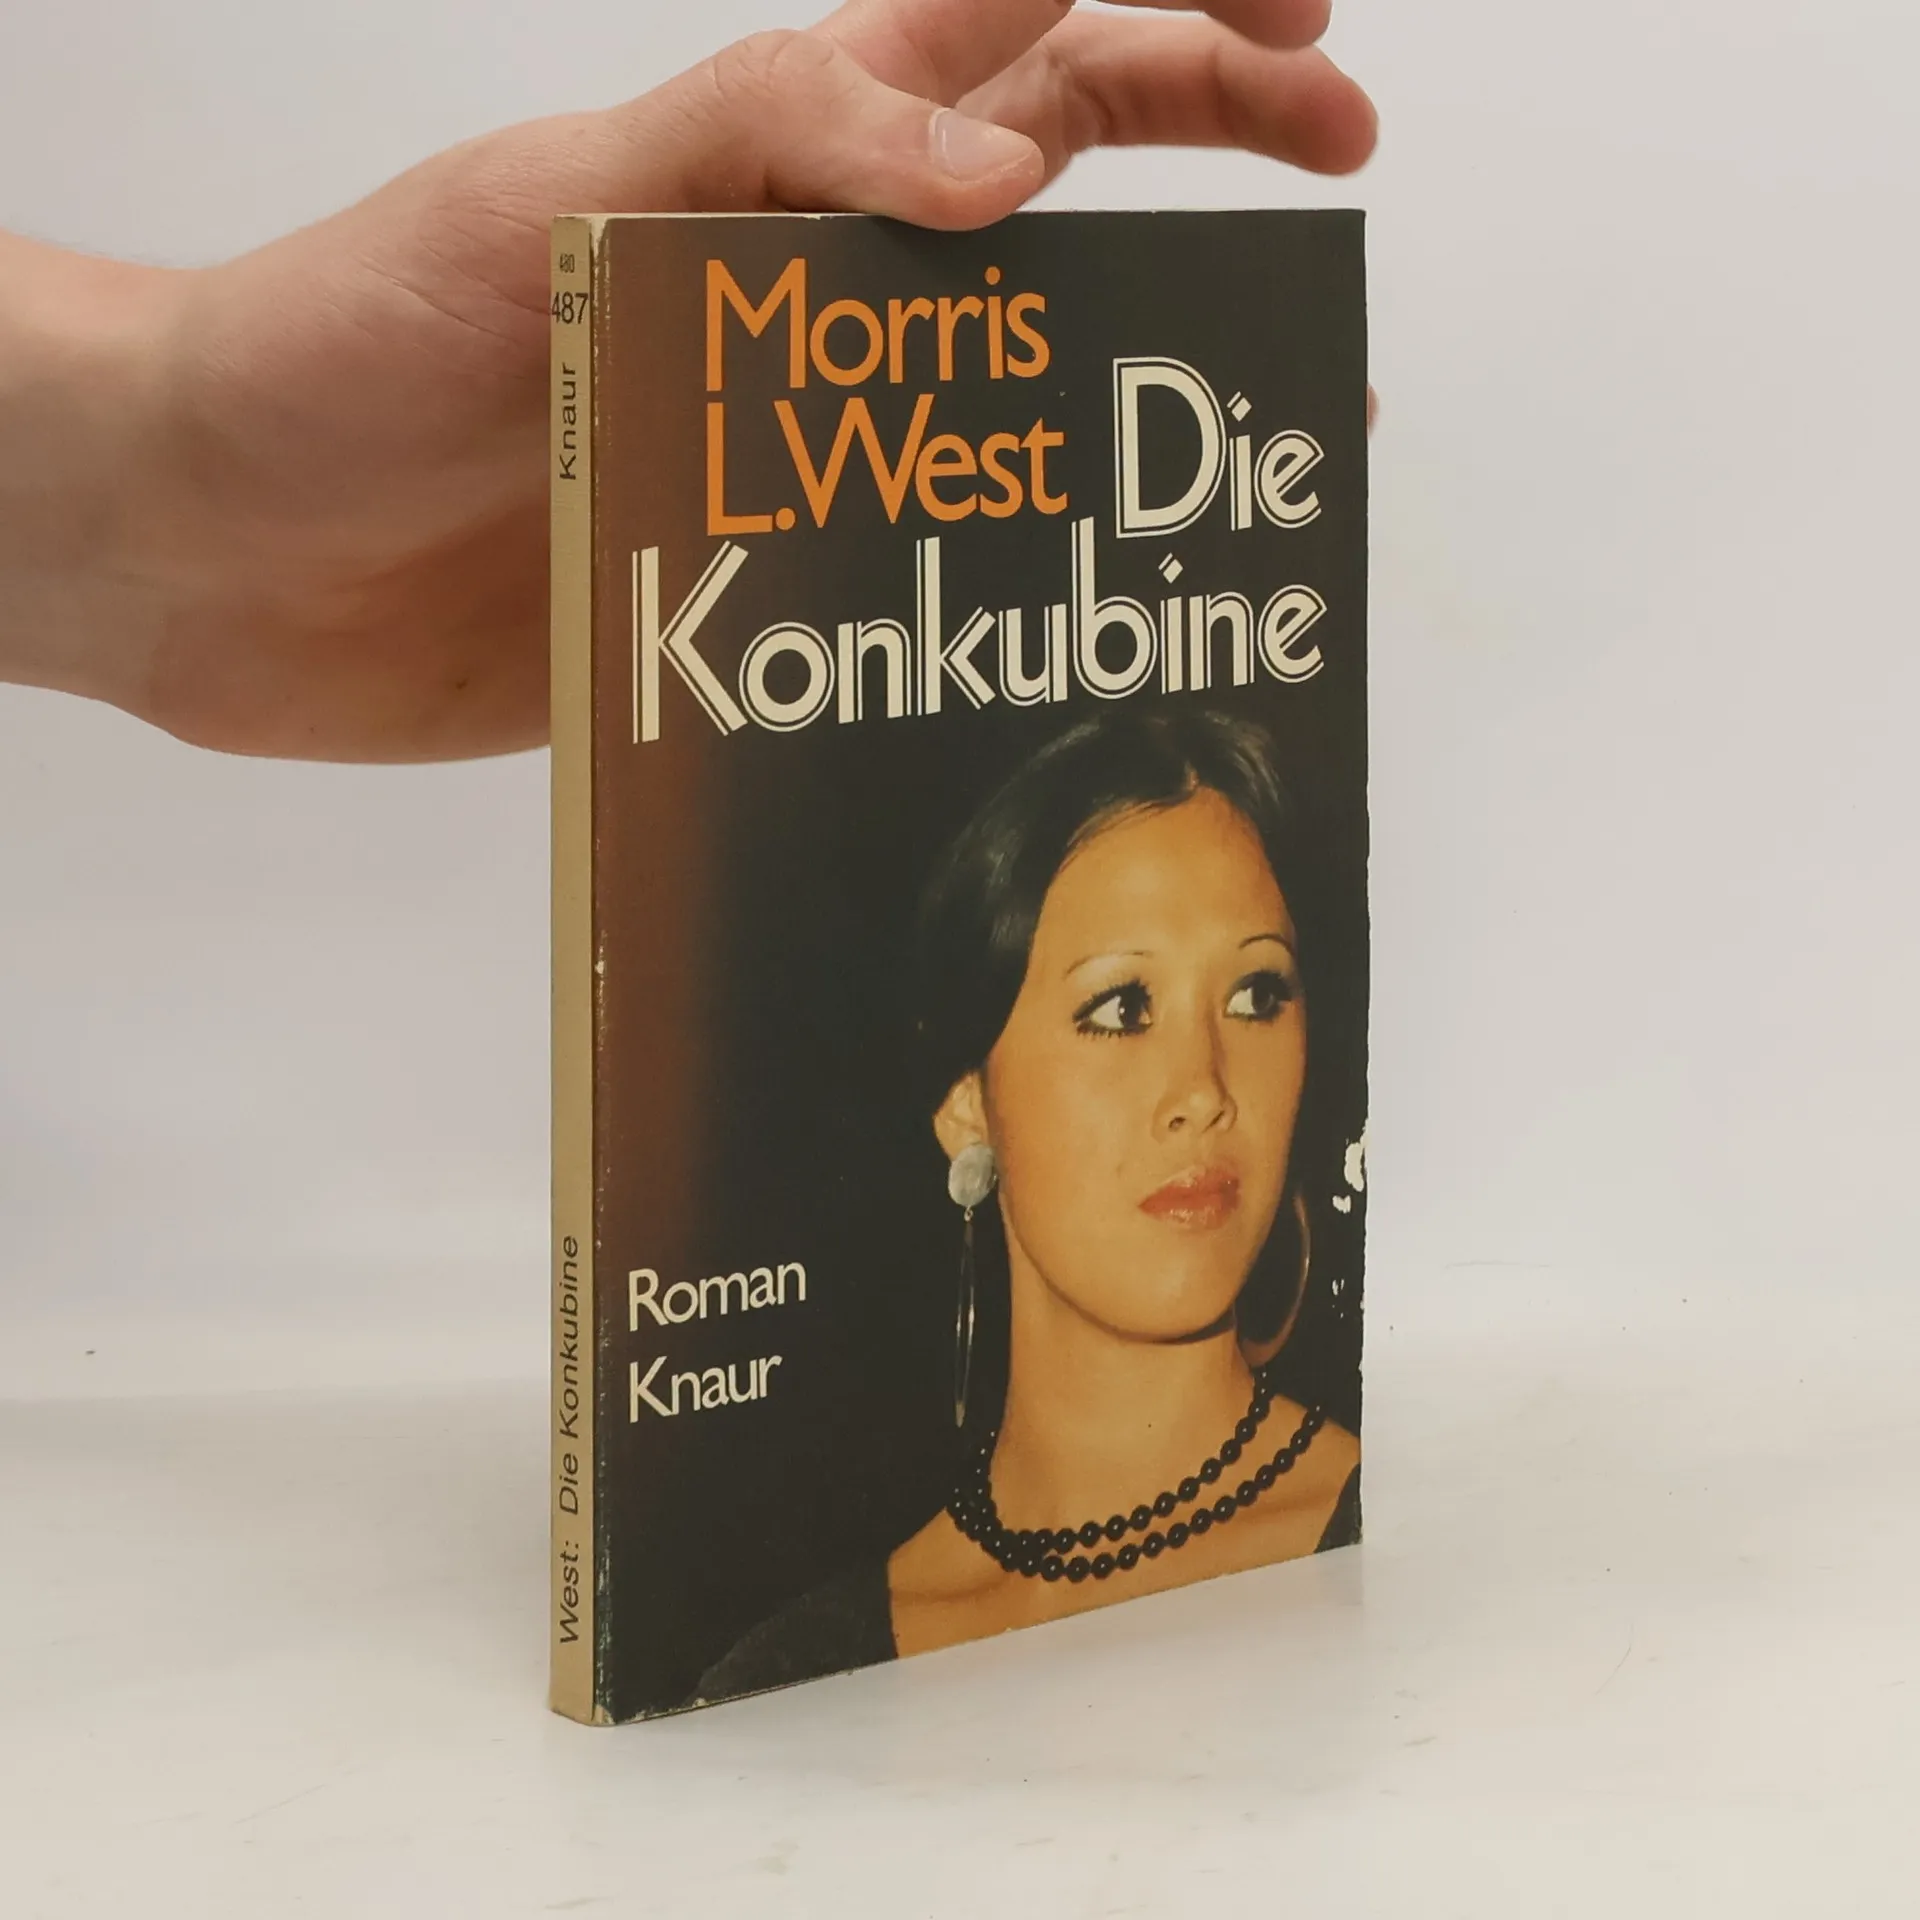 Morris
L. West
Die
Konkubine
Roman
Knaur
480
487
Knaur
West: Die Konkubine